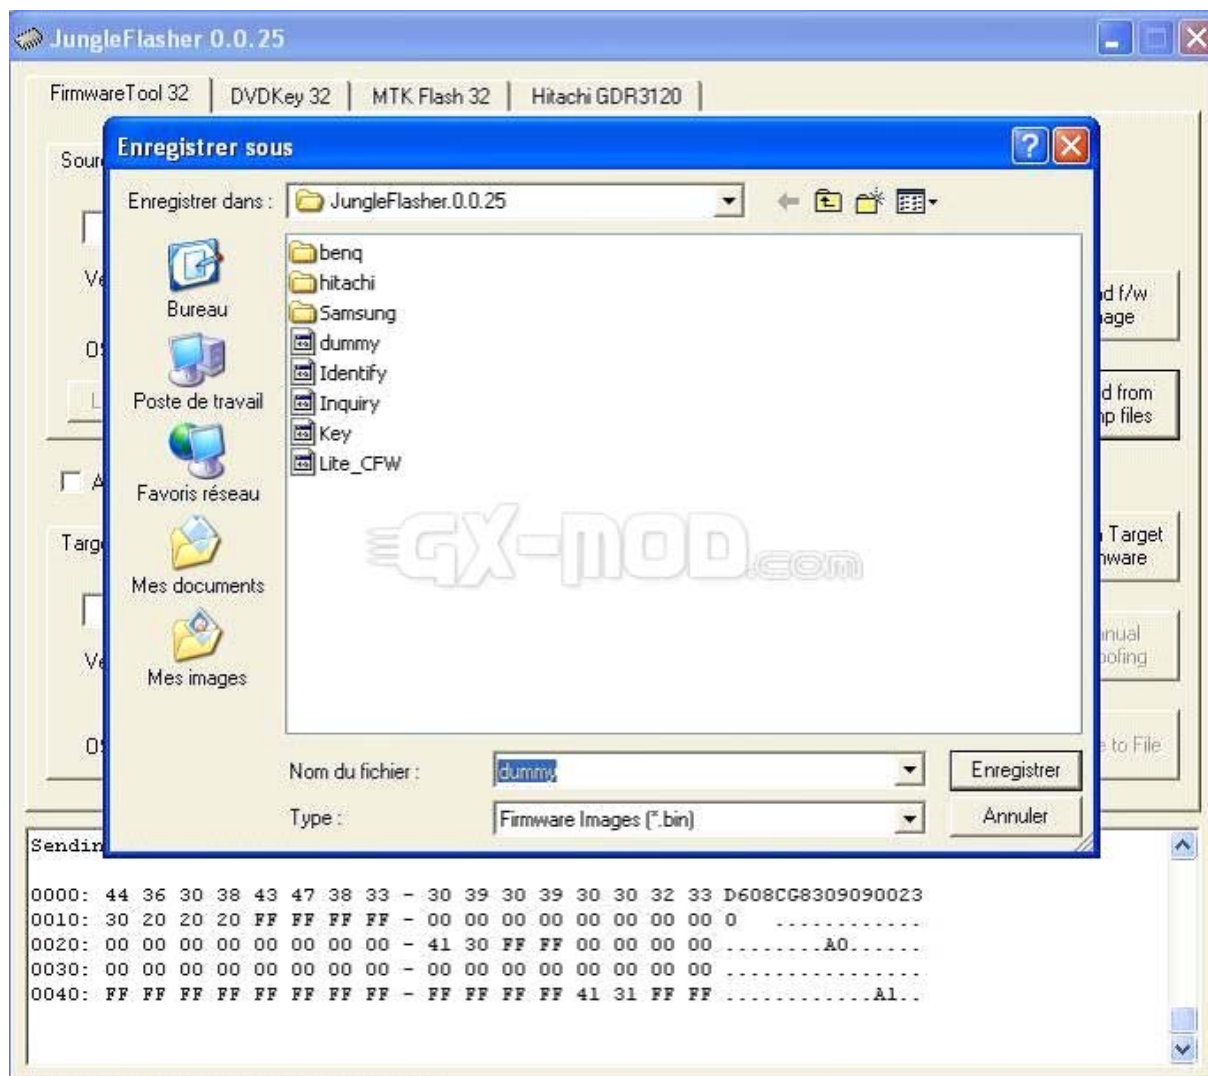 JungleFlasher 0.0.25
FirmwareTool 32 DVDKey 32 MTK Flash 32 Hitachi GDR3120
Enregistrer sous
Enregistrer dans : JungleFlasher.0.0.25
Bureau
Poste de travail
Favoris réseau
Mes documents
Mes images
benq
hitachi
Samsung
dummy
Identify
Inquiry
Key
Lite_CFW
GX-MOD.com
Nom du fichier : dummy
Enregistrer
Type : Firmware Images (*.bin)
Annuler
f/w
from
files
Target
to File
0000: 44 36 30 38 43 47 38 33 - 30 39 30 39 30 30 32 33 D608CG8309090023
0010: 30 20 20 20 FF FF FF FF - 00 00 00 00 00 00 00 00 0   ............
0020: 00 00 00 00 00 00 00 00 - 41 30 FF FF 00 00 00 00 ........A0......
0030: 00 00 00 00 00 00 00 00 - 00 00 00 00 00 00 00 00 ................
0040: FF FF FF FF FF FF FF FF - FF FF FF FF 41 31 FF FF ............A1..